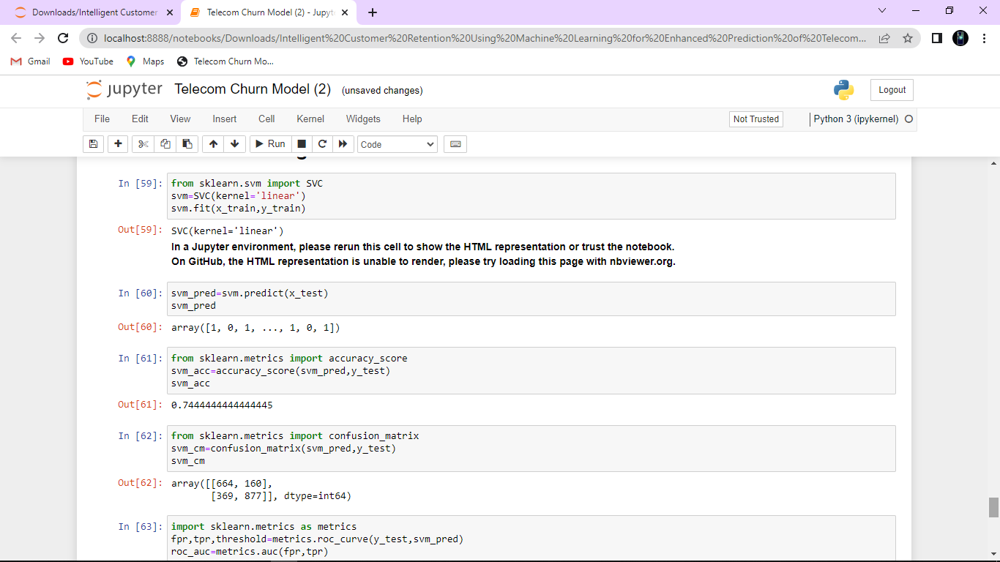 Downloads/Intelligent Customer
Telecom Churn Model (2) - Jupyt
localhost:8888/notebooks/Downloads/Intelligent%20Customer%20Retention%20Using%20Machine%20Learning%20for%20Enhanced%20Prediction%20of%20Telecom...
Gmail YouTube Maps Telecom Churn Mo...
jupyter Telecom Churn Model (2) (unsaved changes) Logout
File Edit View Insert Cell Kernel Widgets Help Not Trusted Python 3 (ipykernel)
Run Code
In [59]: from sklearn.svm import SVC
svm=SVC(kernel='linear')
svm.fit(x_train,y_train)
Out[59]: SVC(kernel='linear')
In a Jupyter environment, please rerun this cell to show the HTML representation or trust the notebook.
On GitHub, the HTML representation is unable to render, please try loading this page with nbviewer.org.
In [60]: svm_pred=svm.predict(x_test)
svm_pred
Out[60]: array([1, 0, 1, ..., 1, 0, 1])
In [61]: from sklearn.metrics import accuracy_score
svm_acc=accuracy_score(svm_pred,y_test)
svm_acc
Out[61]: 0.7444444444444445
In [62]: from sklearn.metrics import confusion_matrix
svm_cm=confusion_matrix(svm_pred,y_test)
svm_cm
Out[62]: array([[664, 160],
[369, 877]], dtype=int64)
In [63]: import sklearn.metrics as metrics
fpr,tpr,threshold=metrics.roc_curve(y_test,svm_pred)
roc_auc=metrics.auc(fpr,tpr)